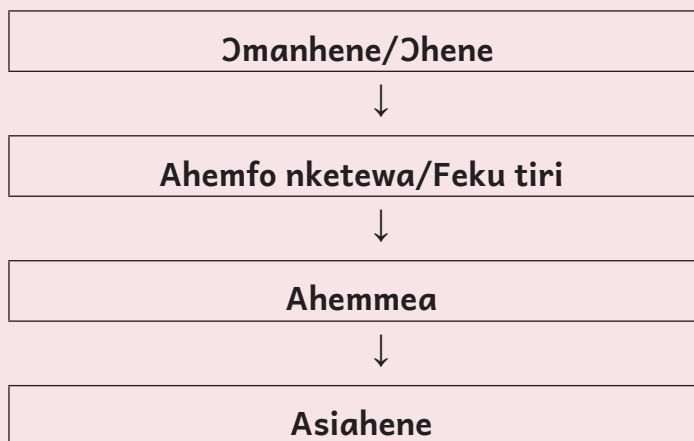 Ɔmanhene/Ɔhene
↓
Ahemfo nketewa/Feku tiri
↓
Ahemmea
↓
Asiahene